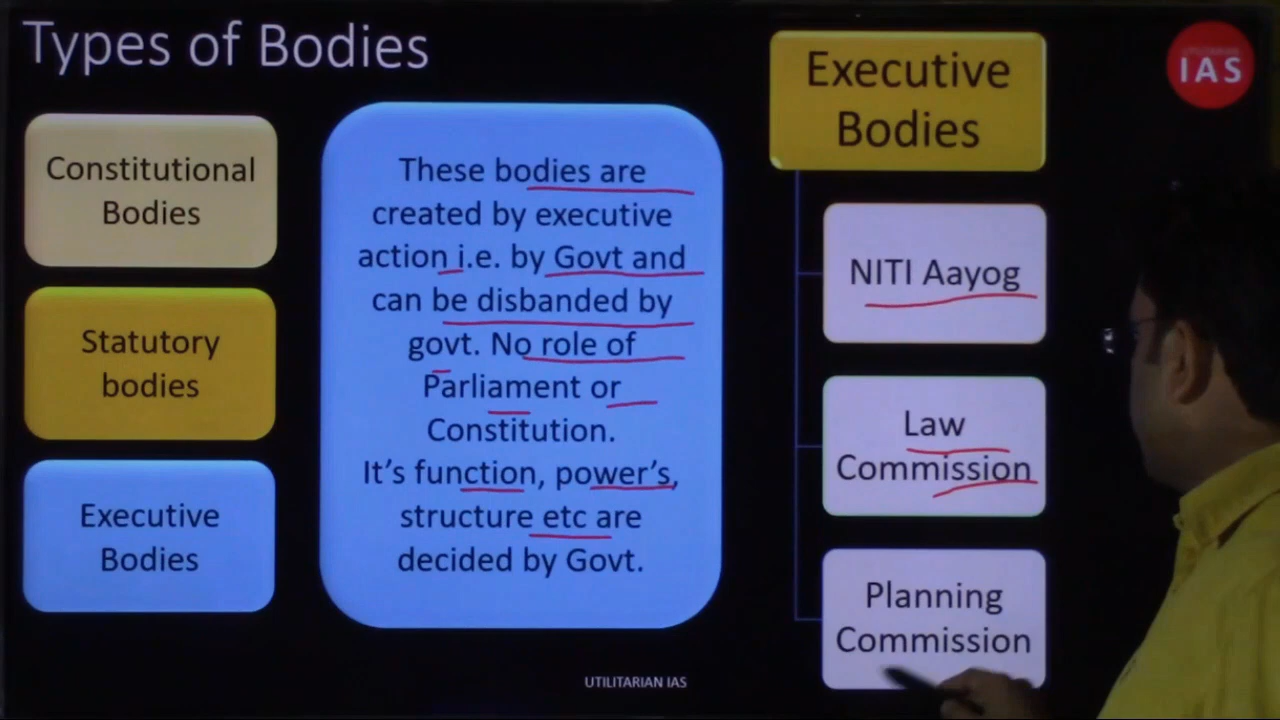 Types of Bodies
Constitutional
Bodies
Statutory
bodies
Executive
Bodies
These bodies are
created by executive
action i.e. by Govt and
can be disbanded by
govt. No role of
Parliament or
Constitution.
It's function, power's,
structure etc are
decided by Govt.
Executive
Bodies
NITI Aayog
Law
Commission
Planning
Commission
UTILITARIAN
IAS
UTILITARIAN IAS